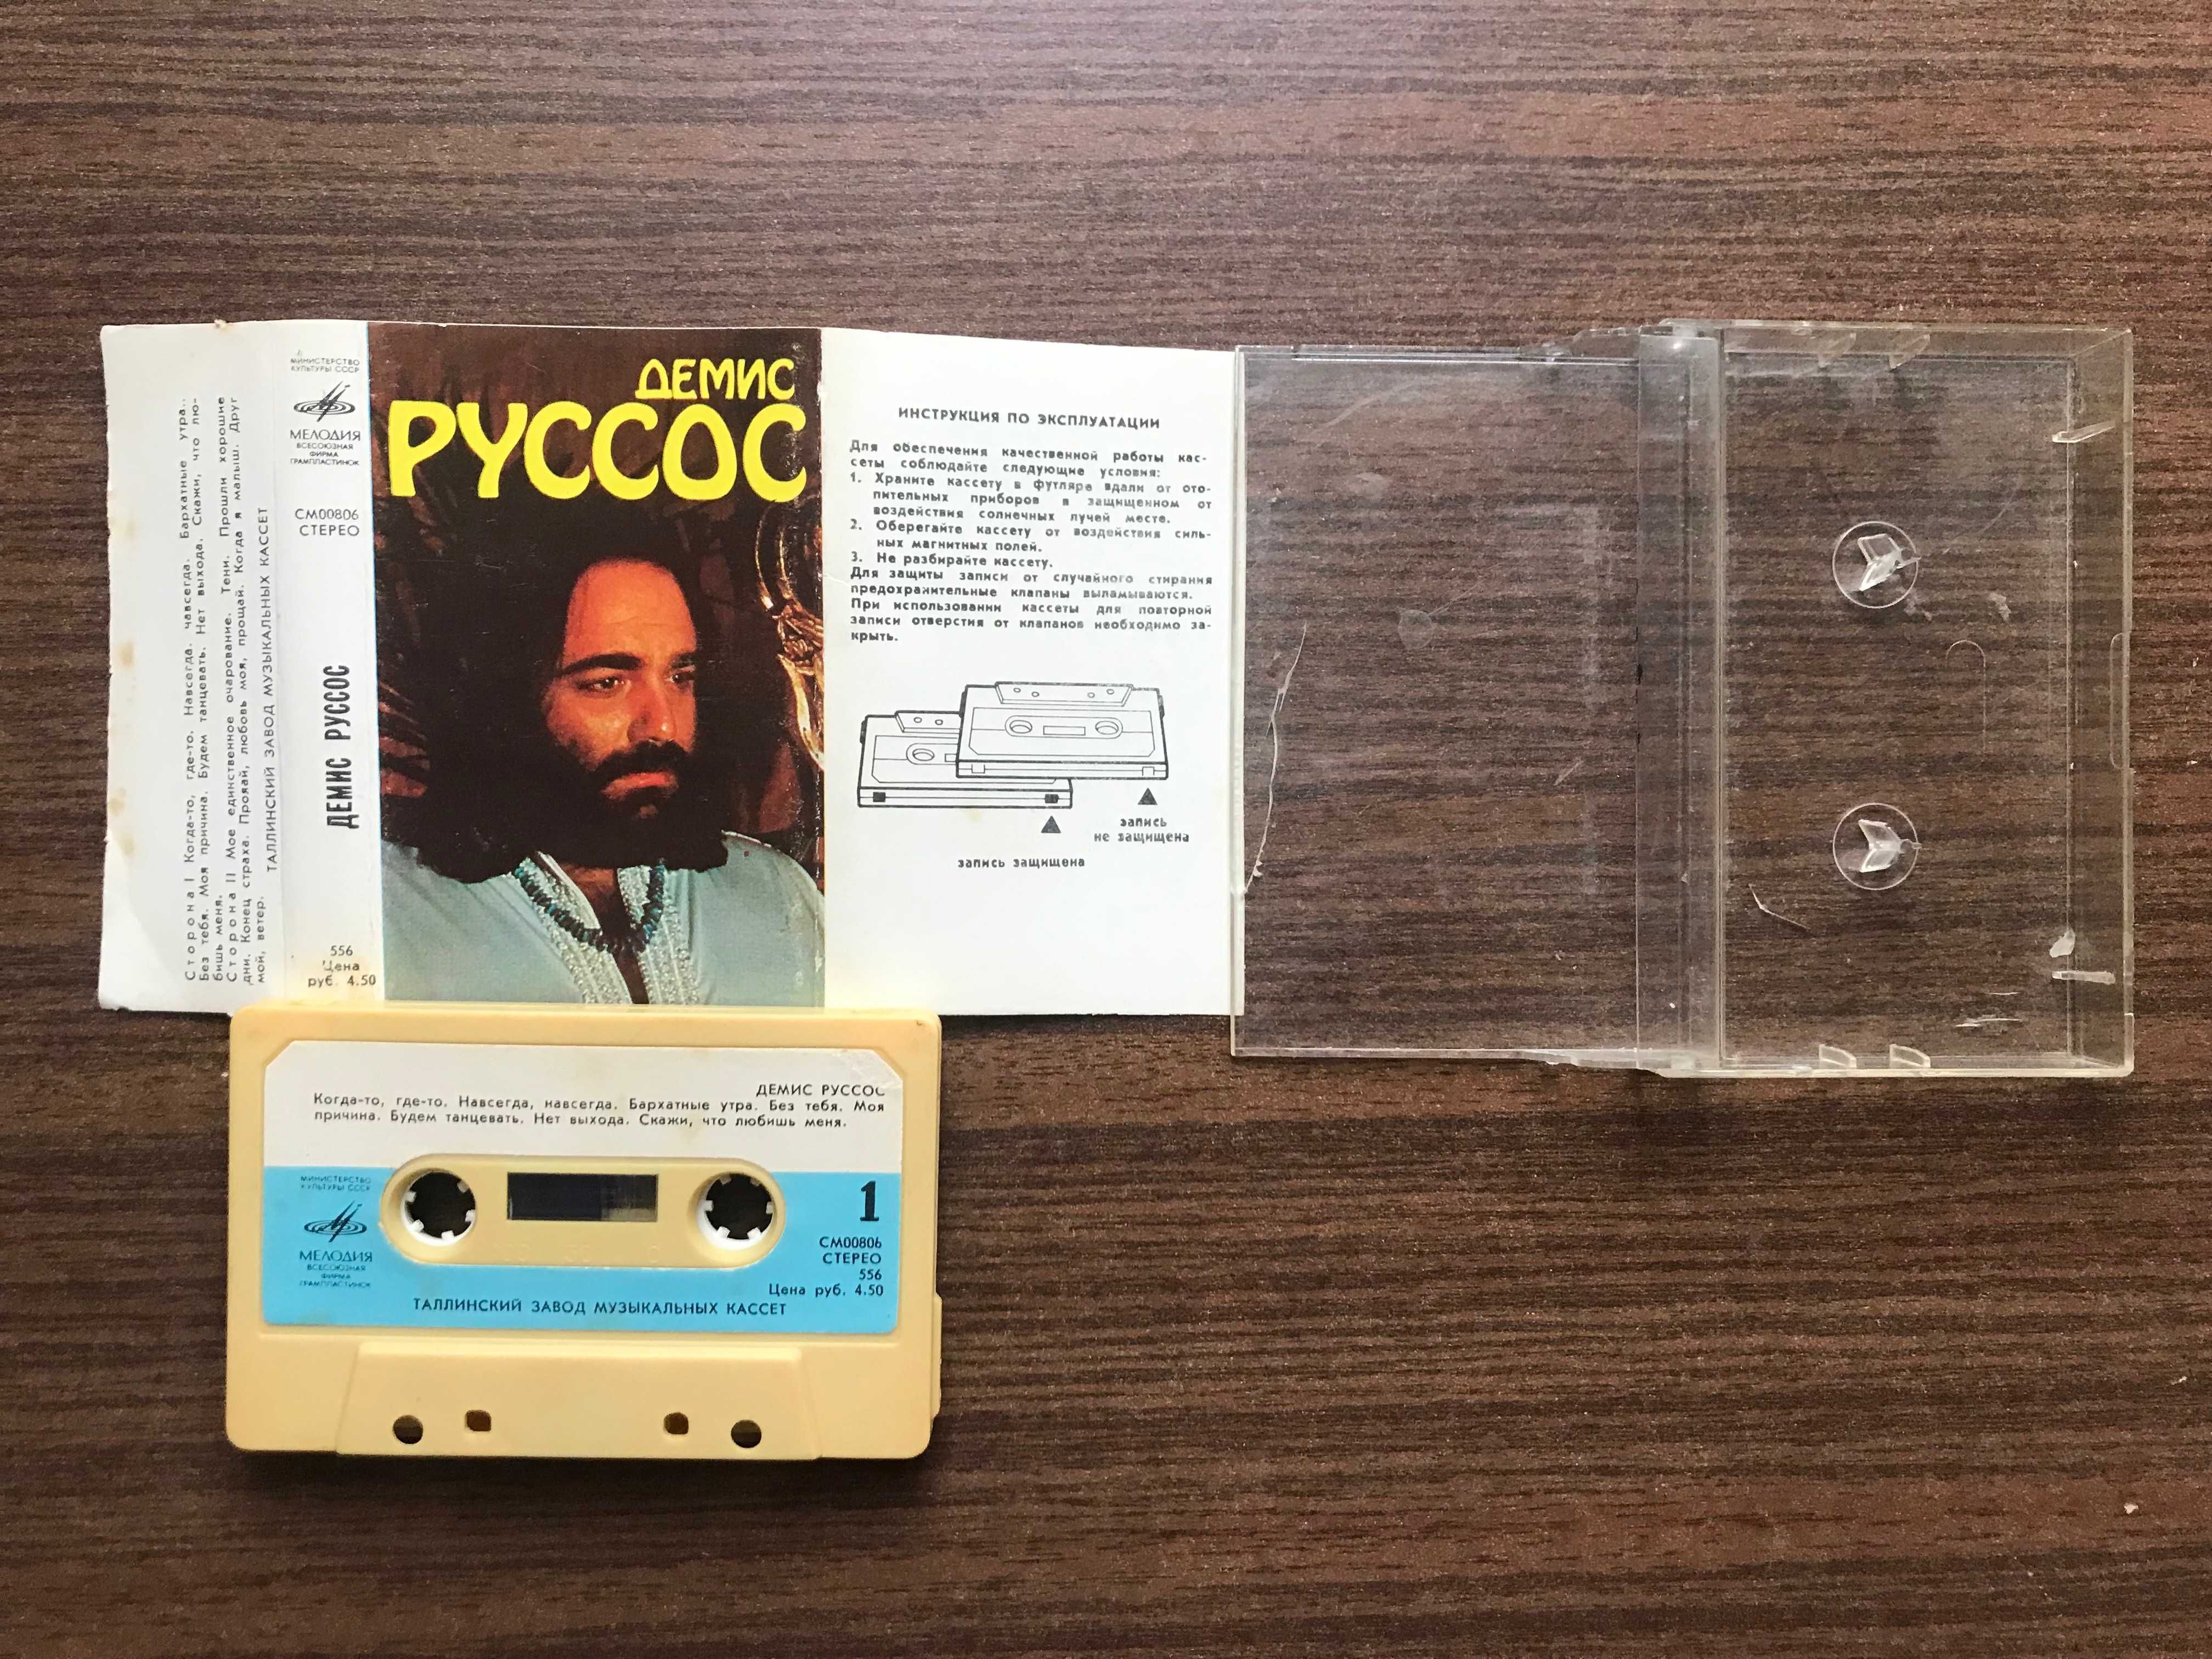 Сторона I Когда-то, где-то. Навсегда. навсегда. Бархатные утра..
Без тебя. Моя причина. Будем танцевать. Нет выхода. Скажи, что лю-
бишь меня.
Сторона II Мое единственное очарование. Тени. Прошли хорошие
дни. Конец страха. Прощай, любовь моя, прощай. Когда я малыш. Друг
мой, ветер.
ТАЛЛИНСКИЙ ЗАВОД МУЗЫКАЛЬНЫХ КАССЕТ
МИНИСТЕРСТВО
КУЛЬТУРЫ СССР
МЕЛОДИЯ
ВСЕСОЮЗНАЯ
ФИРМА
ГРАМПЛАСТИНОК
СМ00806
СТЕРЕО
ДЕМИС РУССОС
556
Цена
руб. 4.50
ДЕМИС
РУССОС
ИНСТРУКЦИЯ ПО ЭКСПЛУАТАЦИИ
Для обеспечения качественной работы кас-
сеты соблюдайте следующие условия:
1. Храните кассету в футляре вдали от ото-
пительных приборов в защищенном от
воздействия солнечных лучей месте.
2. Оберегайте кассету от воздействия силь-
ных магнитных полей.
3. Не разбирайте кассету.
Для защиты записи от случайного стирания
предохранительные клапаны выламываются.
При использовании кассеты для повторной
записи отверстия от клапанов необходимо за-
крыть.
запись
не защищена
запись защищена
ДЕМИС РУССОС
Когда-то, где-то. Навсегда, навсегда. Бархатные утра. Без тебя. Моя
причина. Будем танцевать. Нет выхода. Скажи, что любишь меня.
МИНИСТЕРСТВО
КУЛЬТУРЫ СССР
МЕЛОДИЯ
ВСЕСОЮЗНАЯ
ФИРМА
ГРАМПЛАСТИНОК
1
СМ00806
СТЕРЕО
556
Цена руб. 4.50
ТАЛЛИНСКИЙ ЗАВОД МУЗЫКАЛЬНЫХ КАССЕТ